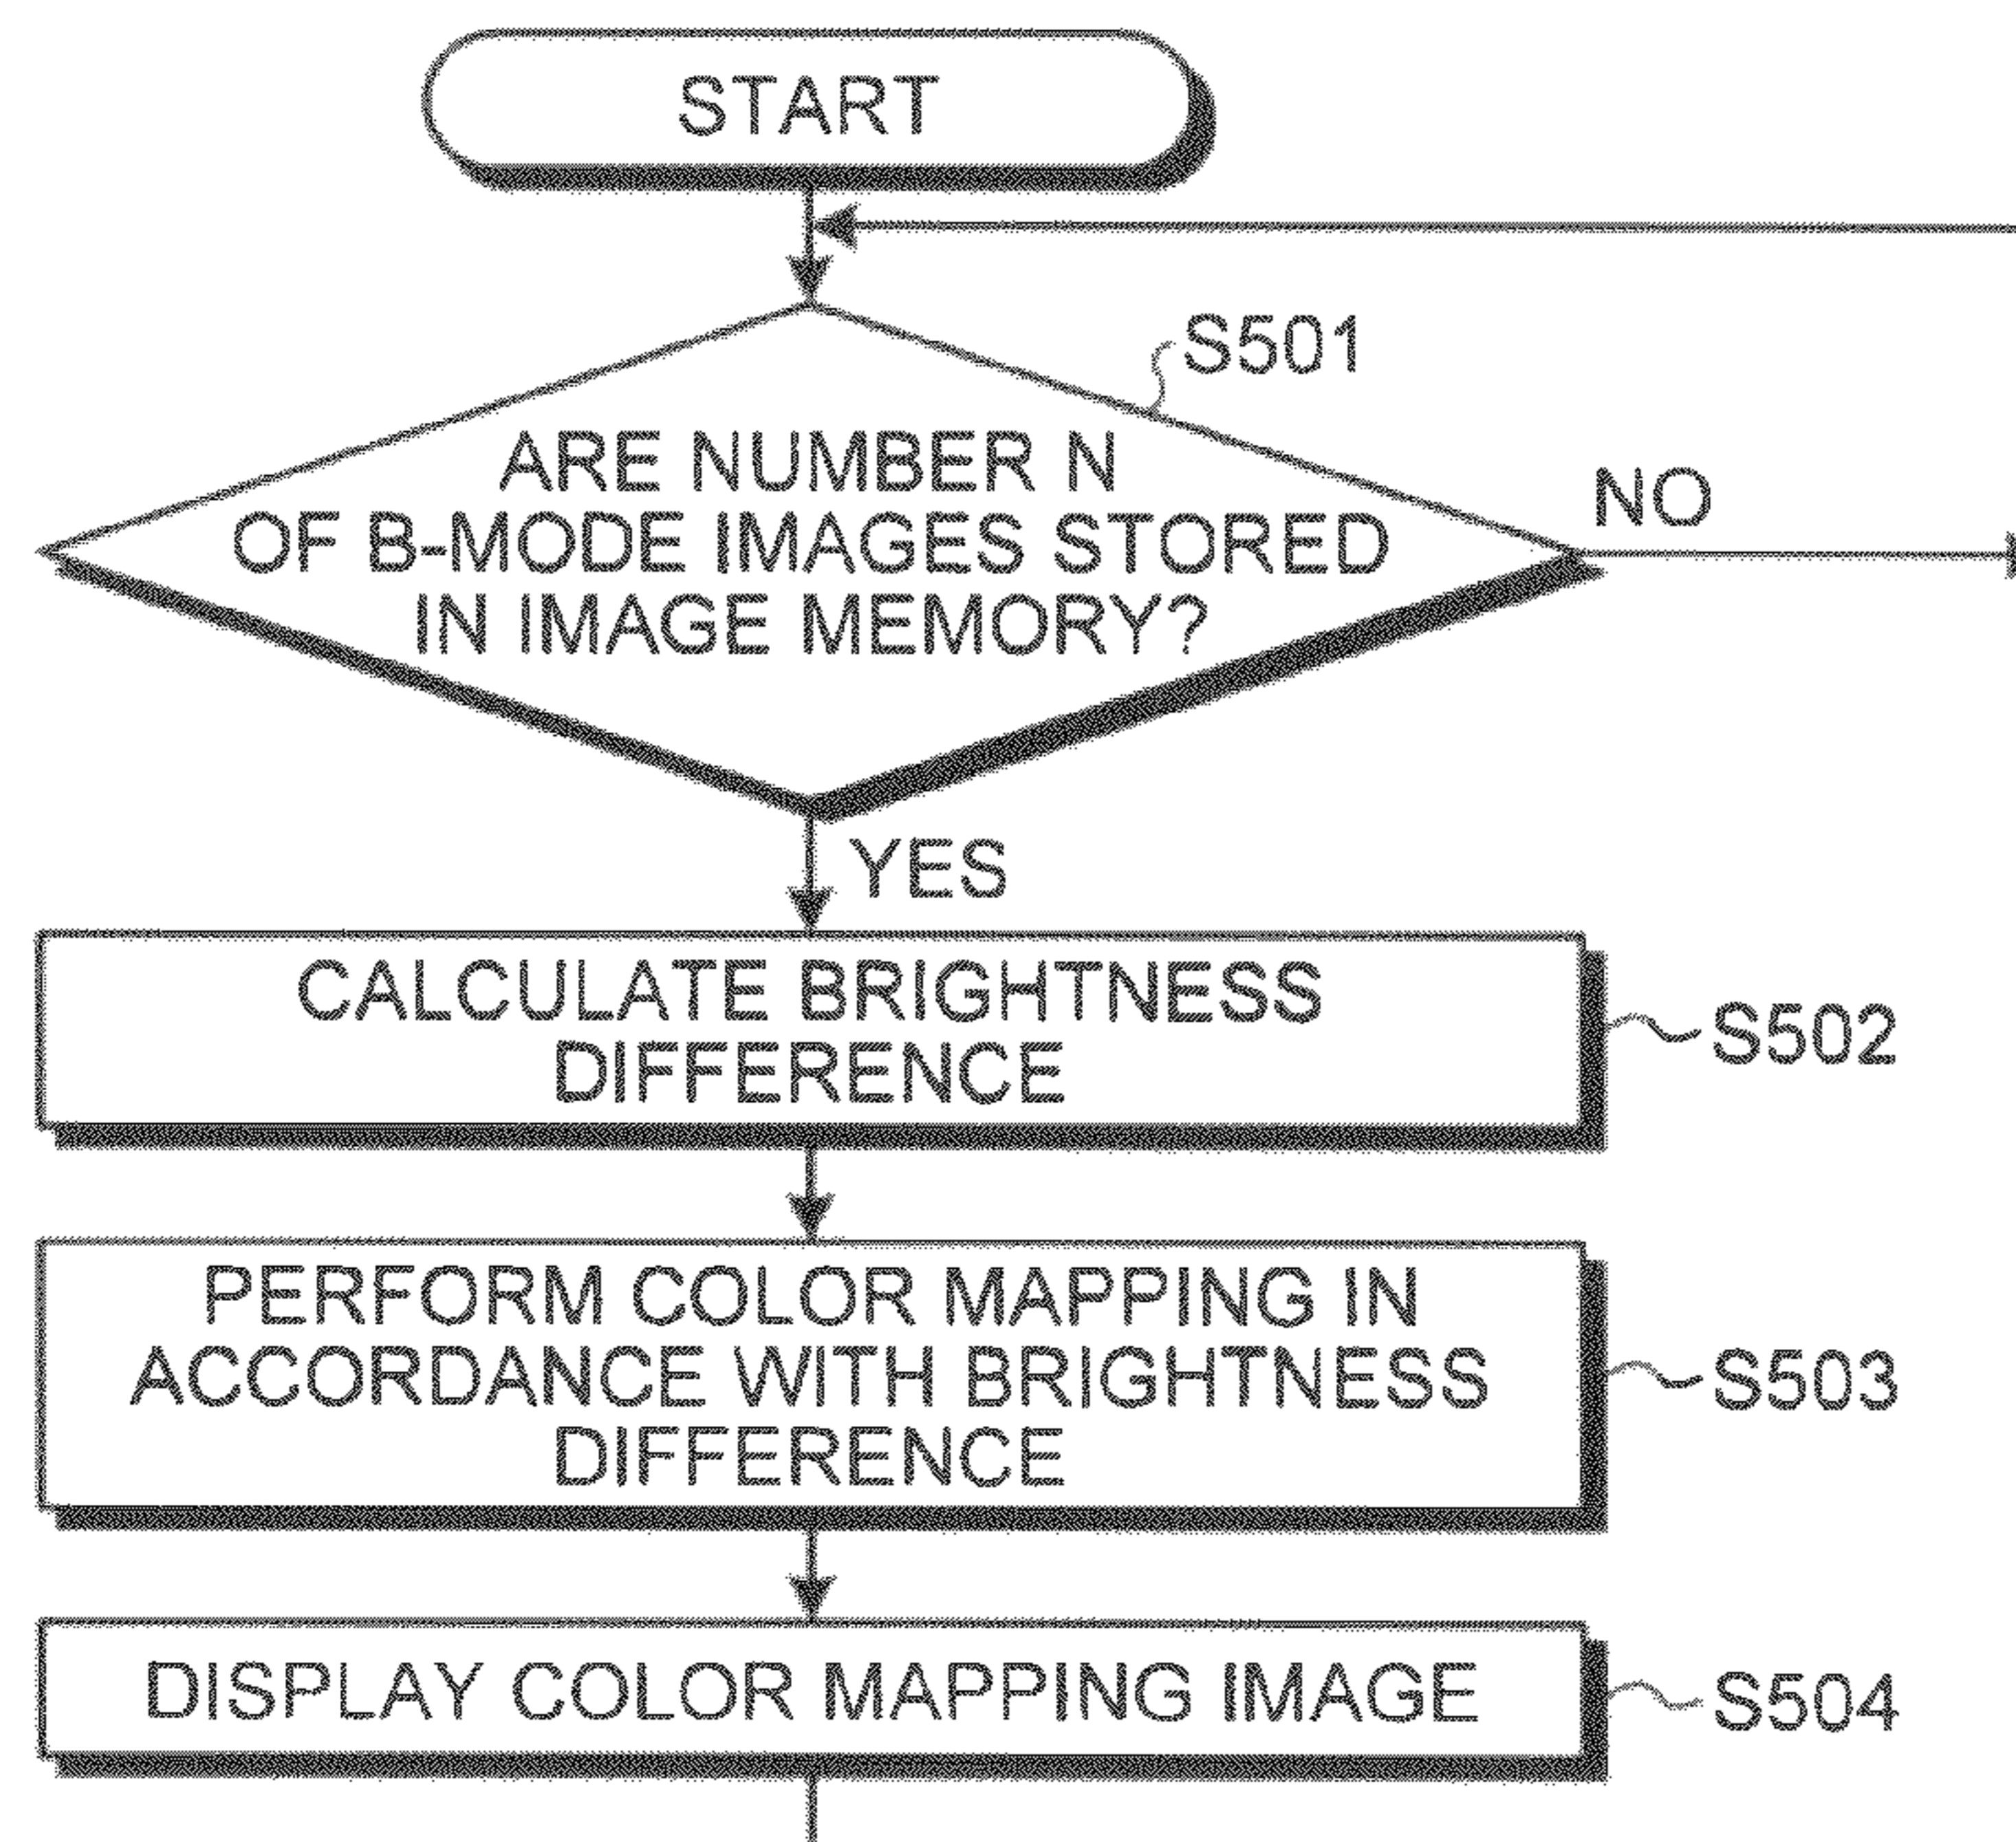 START
S501
ARE NUMBER N
OF B-MODE IMAGES STORED
IN IMAGE MEMORY?
NO
YES
CALCULATE BRIGHTNESS
DIFFERENCE
S502
PERFORM COLOR MAPPING IN
ACCORDANCE WITH BRIGHTNESS
DIFFERENCE
S503
DISPLAY COLOR MAPPING IMAGE
S504